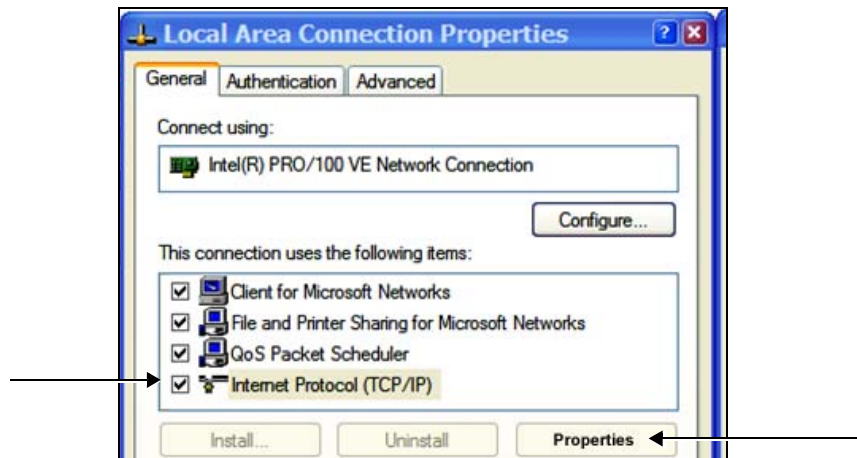 Local Area Connection Properties
General Authentication Advanced
Connect using:
Intel(R) PRO/100 VE Network Connection
Configure...
This connection uses the following items:
Client for Microsoft Networks
File and Printer Sharing for Microsoft Networks
QoS Packet Scheduler
Internet Protocol (TCP/IP)
Install... Uninstall Properties